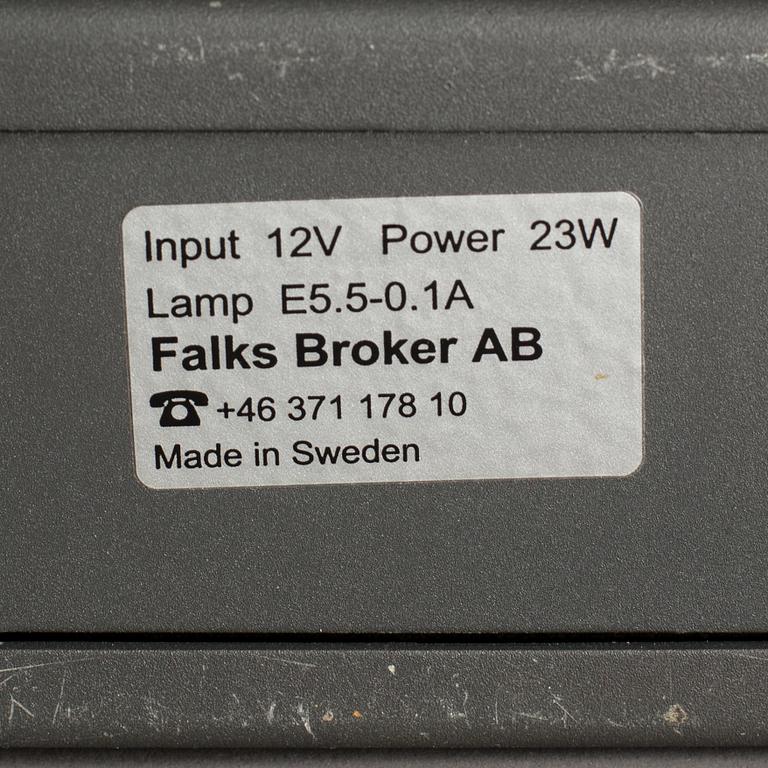 Input 12V Power 23W
Lamp E5.5-0.1A
Falks Broker AB
☎ +46 371 178 10
Made in Sweden